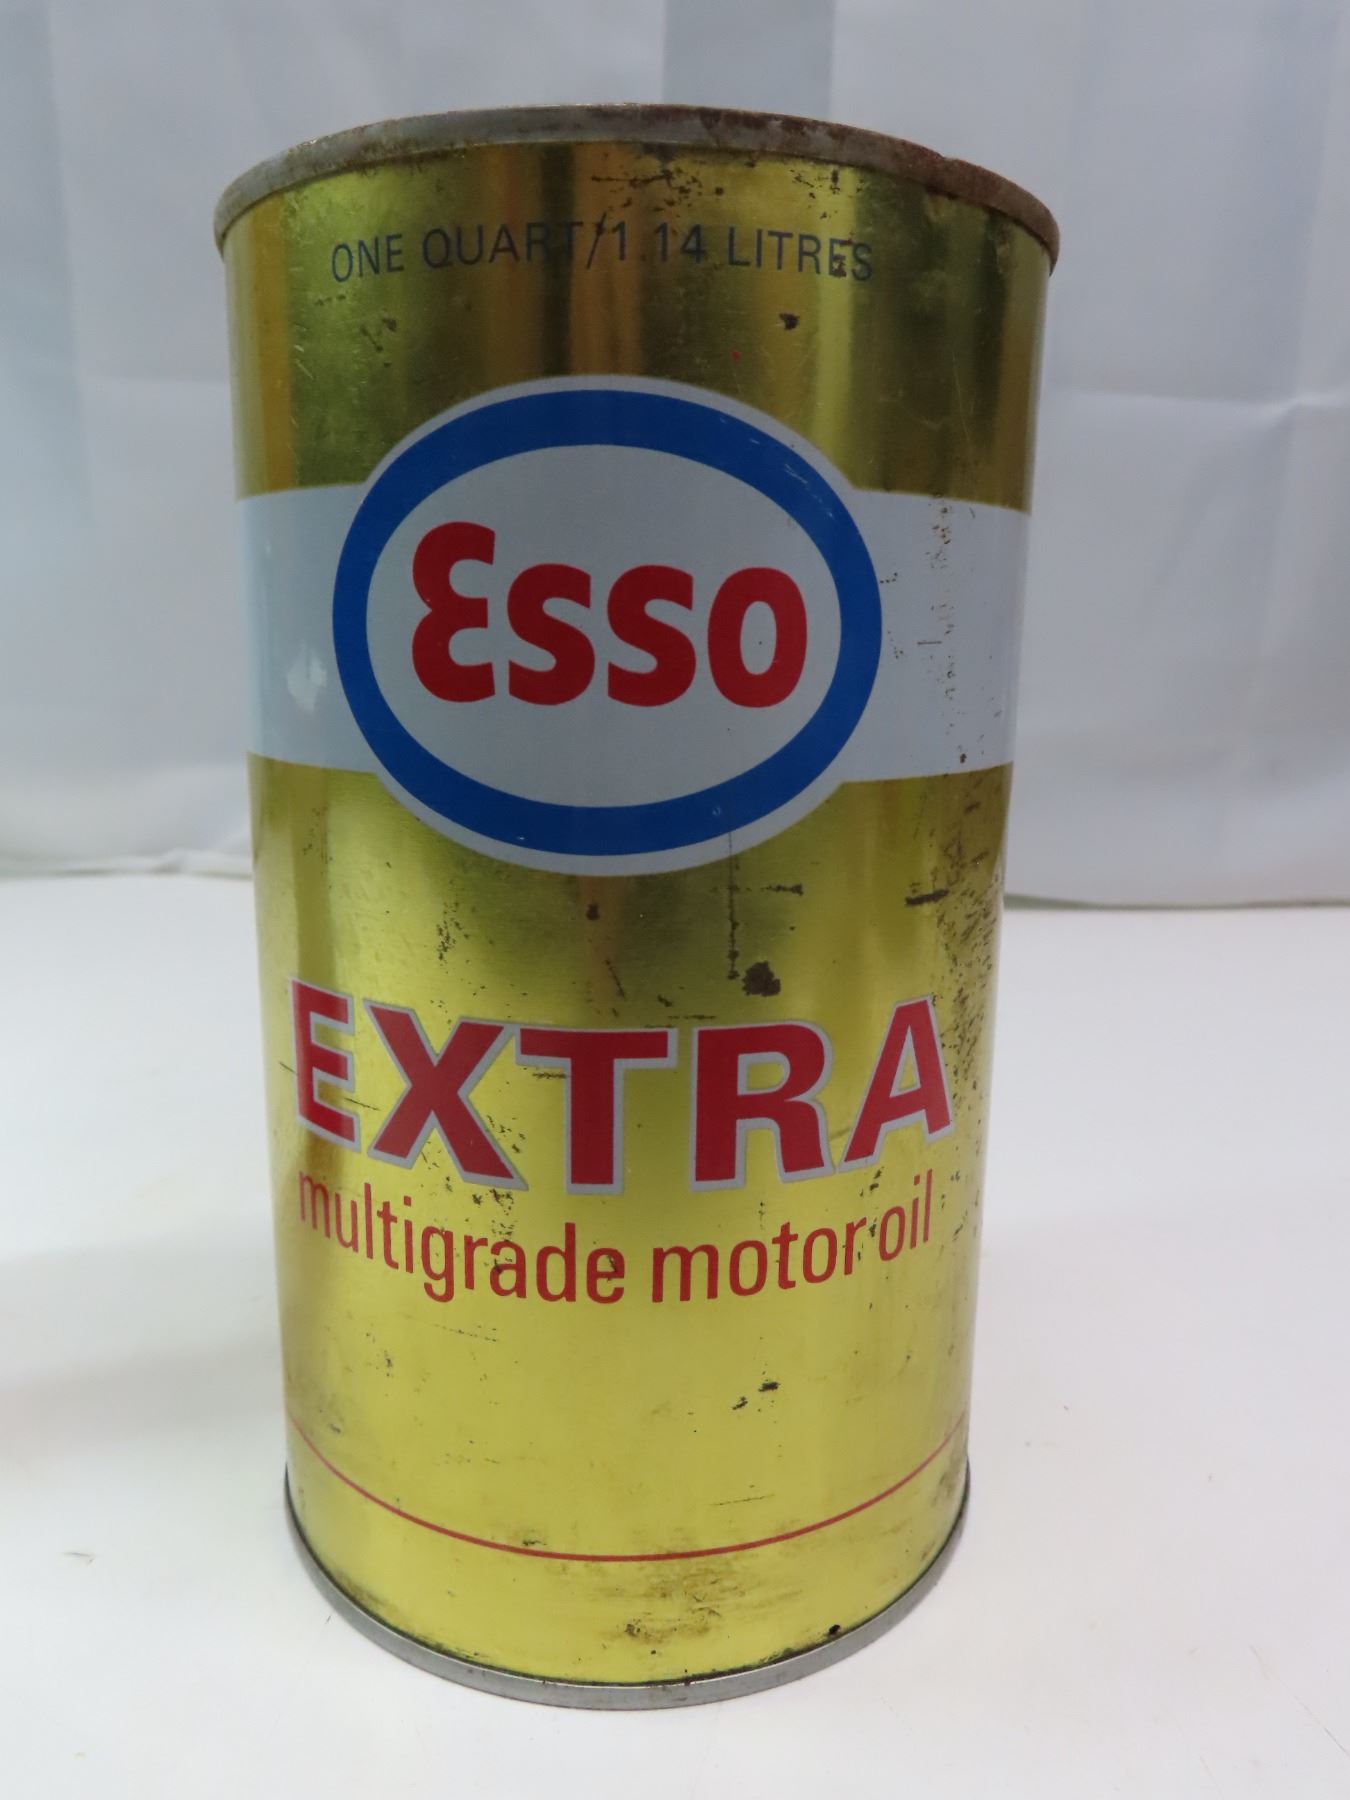 ONE QUART/1.14 LITRES
Esso
EXTRA
multigrade motor oil